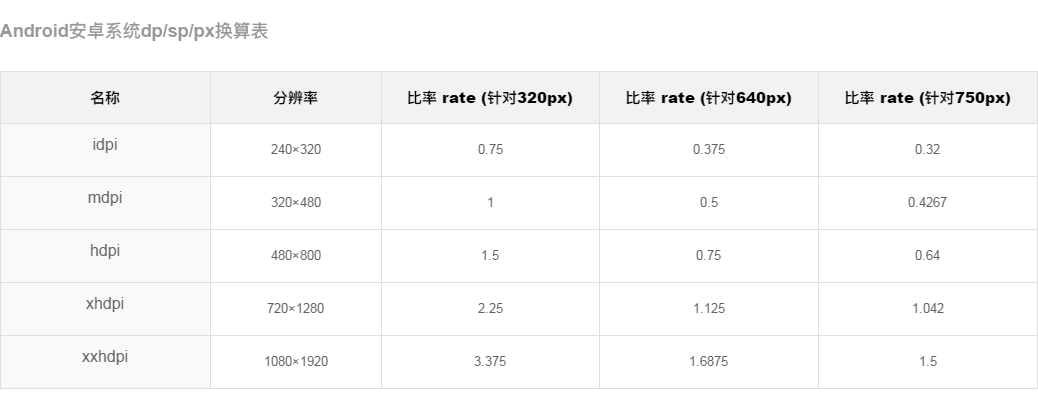 Android安卓系统dp/sp/px换算表
名称 分辨率 比率 rate (针对320px) 比率 rate (针对640px) 比率 rate (针对750px)
idpi 240×320 0.75 0.375 0.32
mdpi 320×480 1 0.5 0.4267
hdpi 480×800 1.5 0.75 0.64
xhdpi 720×1280 2.25 1.125 1.042
xxhdpi 1080×1920 3.375 1.6875 1.5